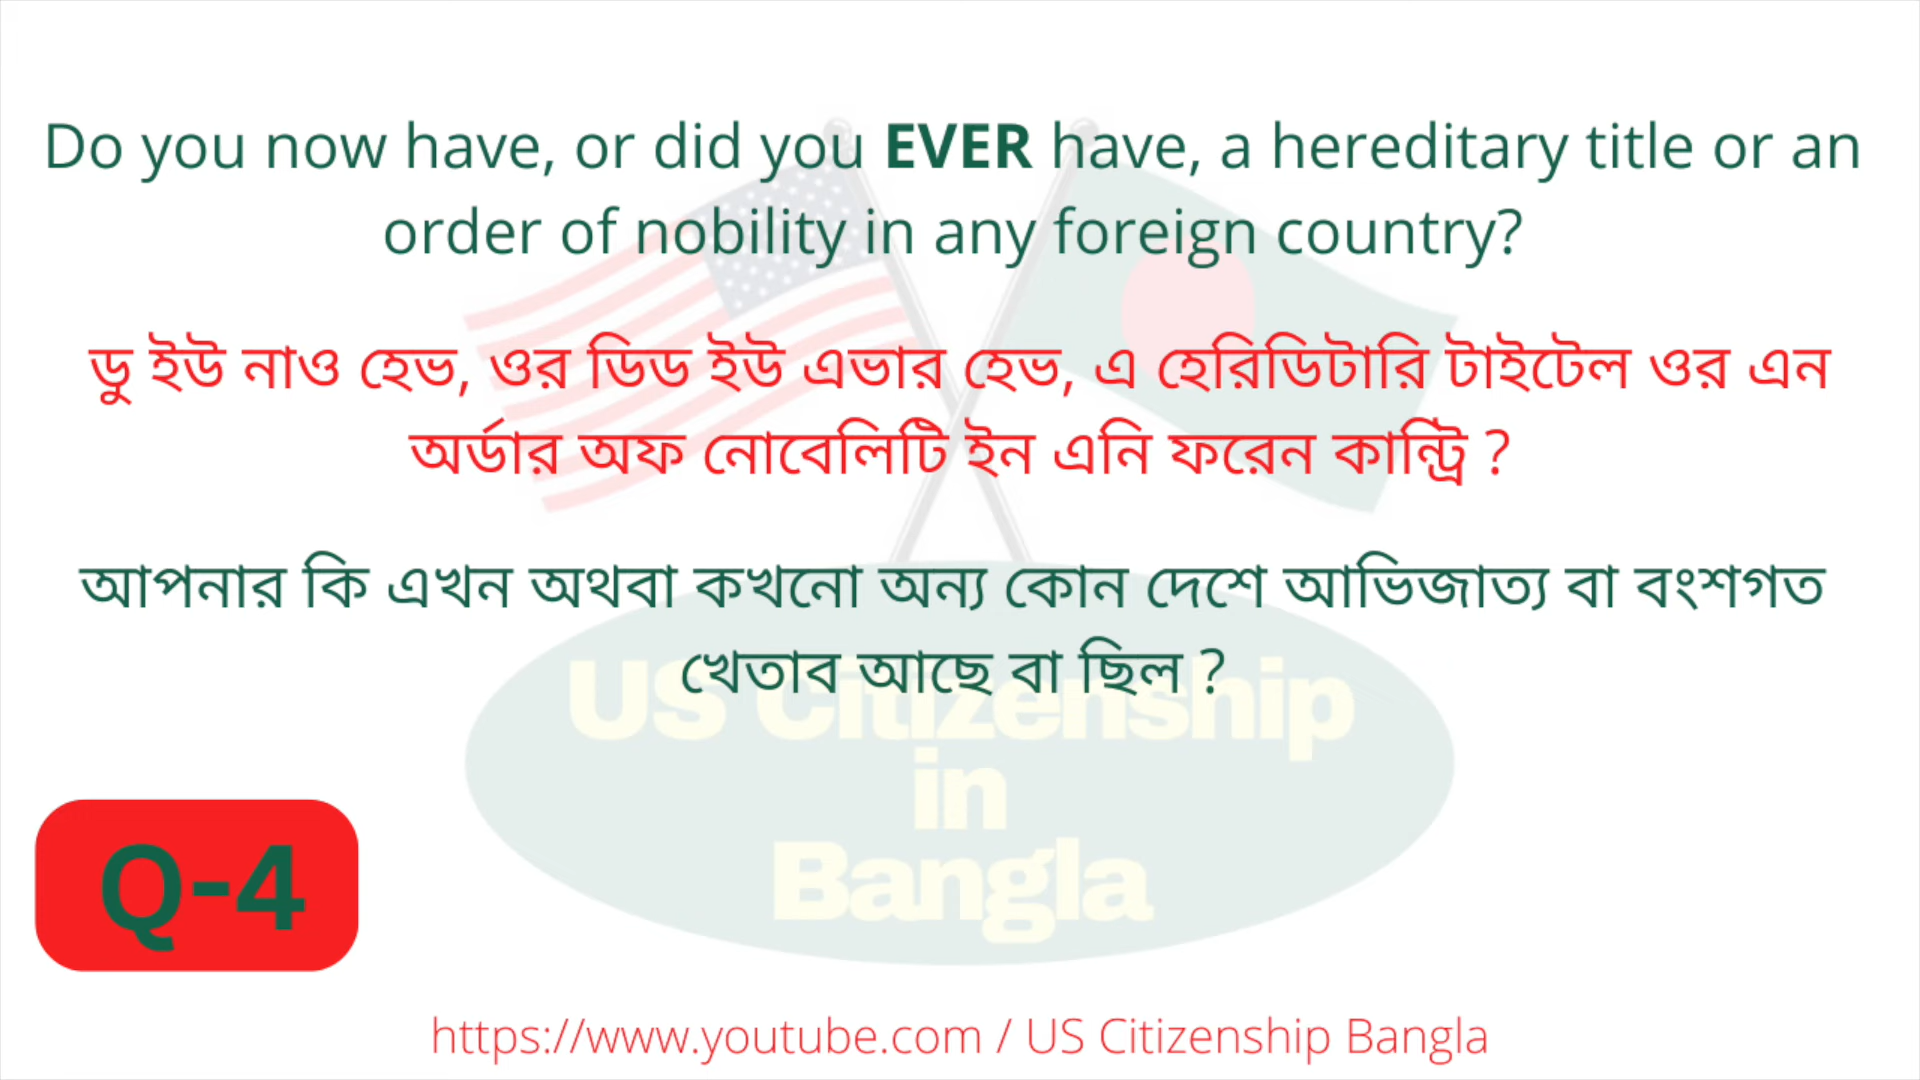 Do you now have, or did you EVER have, a hereditary title or an
order of nobility in any foreign country?
ডু ইউ নাও হেভ, ওর ডিড ইউ এভার হেভ, এ হেরিডিটারি টাইটেল ওর এন
অর্ডার অফ নোবেলিটি ইন এনি ফরেন কান্ট্রি ?
আপনার কি এখন অথবা কখনো অন্য কোন দেশে আভিজাত্য বা বংশগত
খেতাব আছে বা ছিল ?
US Citizenship
in
Bangla
Q-4
https://www.youtube.com / US Citizenship Bangla